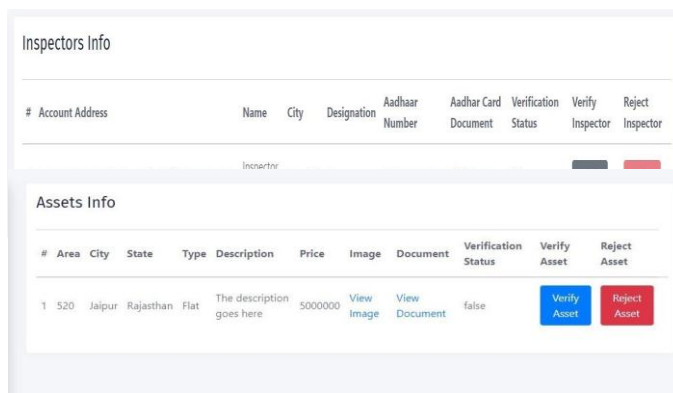 Inspectors Info
# Account Address Name City Designation Aadhaar Number Aadhar Card Document Verification Status Verify Inspector Reject Inspector
Inspector
Assets Info
# Area City State Type Description Price Image Document Verification Status Verify Asset Reject Asset
1 520 Jaipur Rajasthan Flat The description goes here 5000000 View Image View Document false Verify Asset Reject Asset